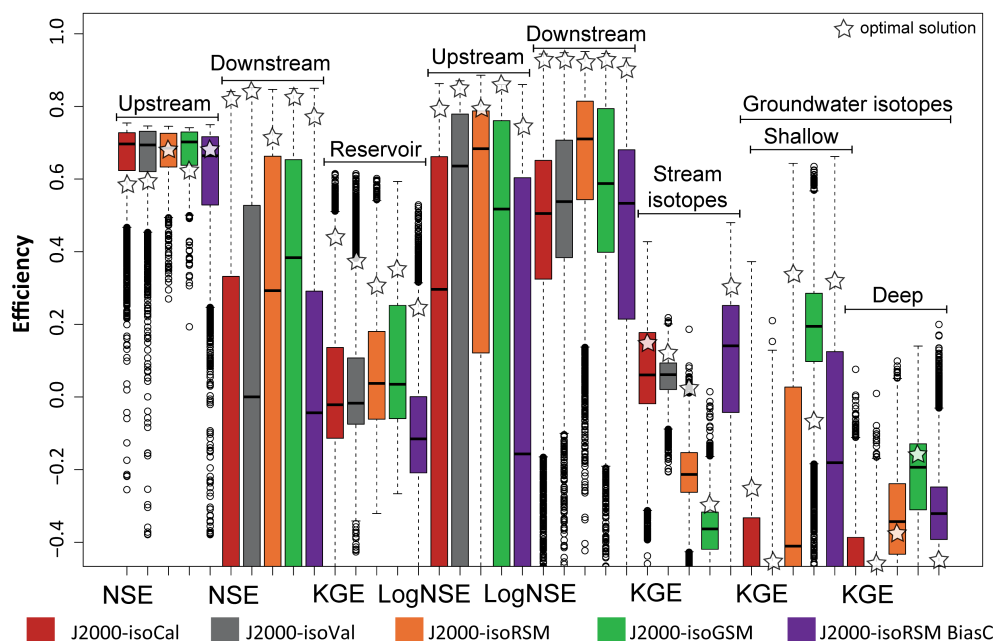 optimal solution
Downstream
Upstream
Downstream
Upstream
Reservoir
Groundwater isotopes
Shallow
Stream
isotopes
Deep
Efficiency
1.0
0.8
0.6
0.4
0.2
0.0
−0.2
−0.4
NSE NSE KGE LogNSE LogNSE KGE KGE KGE
J2000-isoCal J2000-isoVal J2000-isoRSM J2000-isoGSM J2000-isoRSM BiasC